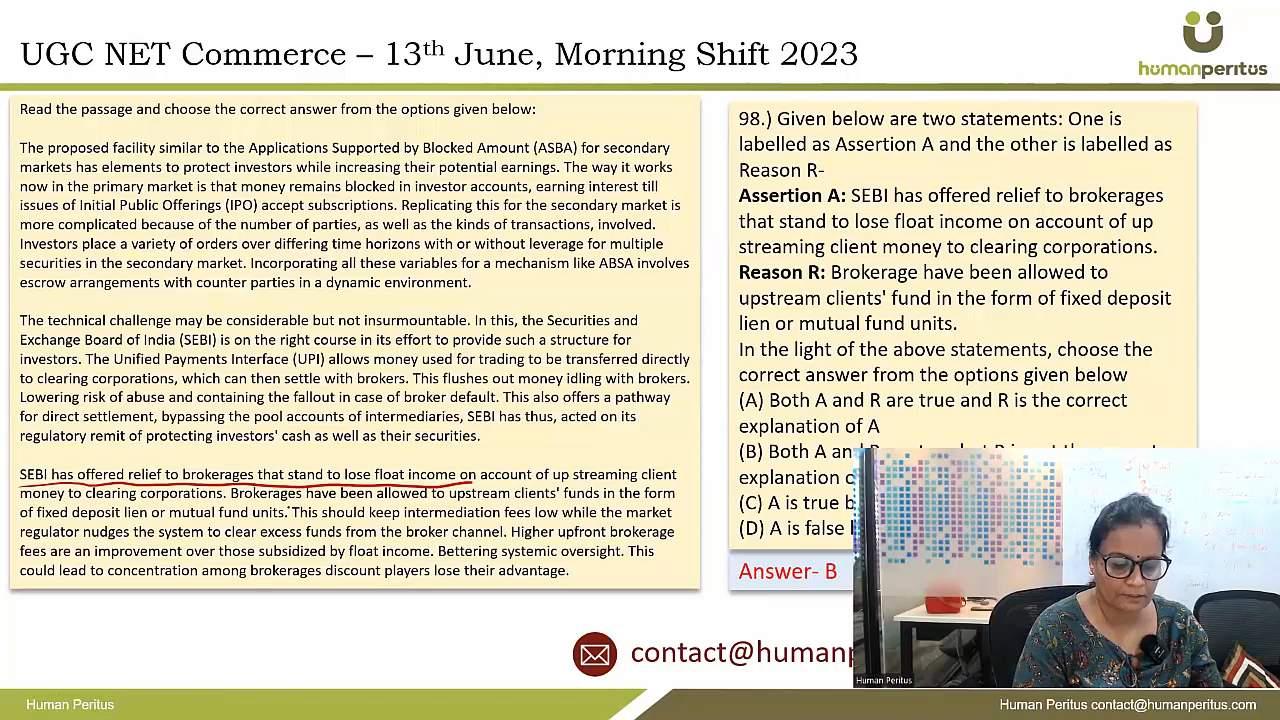 UGC NET Commerce – 13th June, Morning Shift 2023
humanperitus
Read the passage and choose the correct answer from the options given below:
The proposed facility similar to the Applications Supported by Blocked Amount (ASBA) for secondary
markets has elements to protect investors while increasing their potential earnings. The way it works
now in the primary market is that money remains blocked in investor accounts, earning interest till
issues of Initial Public Offerings (IPO) accept subscriptions. Replicating this for the secondary market is
more complicated because of the number of parties, as well as the kinds of transactions, involved.
Investors place a variety of orders over differing time horizons with or without leverage for multiple
securities in the secondary market. Incorporating all these variables for a mechanism like ABSA involves
escrow arrangements with counter parties in a dynamic environment.
The technical challenge may be considerable but not insurmountable. In this, the Securities and
Exchange Board of India (SEBI) is on the right course in its effort to provide such a structure for
investors. The Unified Payments Interface (UPI) allows money used for trading to be transferred directly
to clearing corporations, which can then settle with brokers. This flushes out money idling with brokers.
Lowering risk of abuse and containing the fallout in case of broker default. This also offers a pathway
for direct settlement, bypassing the pool accounts of intermediaries, SEBI has thus, acted on its
regulatory remit of protecting investors' cash as well as their securities.
SEBI has offered relief to brokerages that stand to lose float income on account of up streaming client
money to clearing corporations. Brokerages have been allowed to upstream clients' funds in the form
of fixed deposit lien or mutual fund units. This should keep intermediation fees low while the market
regulator nudges the system to clear excess funds from the broker channel. Higher upfront brokerage
fees are an improvement over those subsidized by float income. Bettering systemic oversight. This
could lead to concentration among brokerages discount players lose their advantage.
98.) Given below are two statements: One is
labelled as Assertion A and the other is labelled as
Reason R-
Assertion A: SEBI has offered relief to brokerages
that stand to lose float income on account of up
streaming client money to clearing corporations.
Reason R: Brokerage have been allowed to
upstream clients' fund in the form of fixed deposit
lien or mutual fund units.
In the light of the above statements, choose the
correct answer from the options given below
(A) Both A and R are true and R is the correct
explanation of A
(B) Both A and
explanation
(C) A is true
(D) A is false
Answer- B
Human Peritus
Human Peritus
Human Peritus contact@humanperitus.com